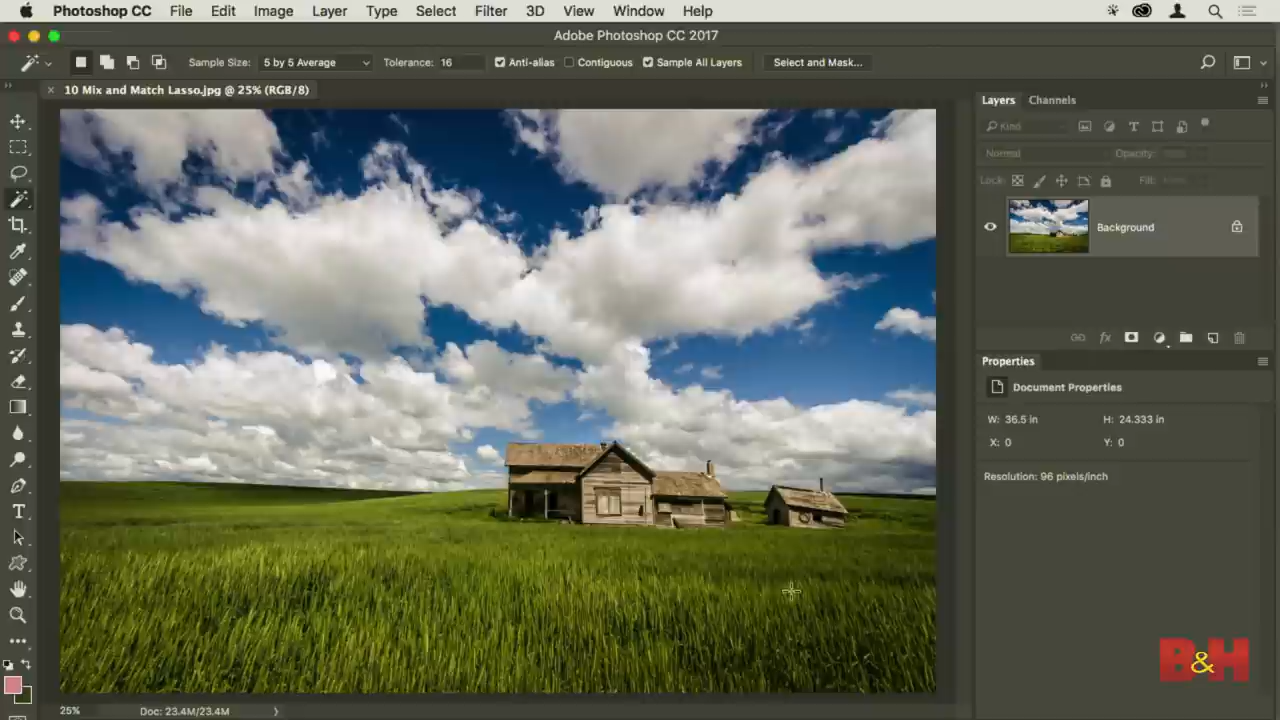 Photoshop CC File Edit Image Layer Type Select Filter 3D View Window Help
Adobe Photoshop CC 2017
Sample Size: 5 by 5 Average Tolerance: 16 Anti-alias Contiguous Sample All Layers Select and Mask...
× 10 Mix and Match Lasso.jpg @ 25% (RGB/8)
Layers Channels
Kind
Normal Opacity:
Lock: Fill:
Background
fx
Properties
Document Properties
W: 36.5 in H: 24.333 in
X: 0 Y: 0
Resolution: 96 pixels/inch
B&H
25% Doc: 23.4M/23.4M